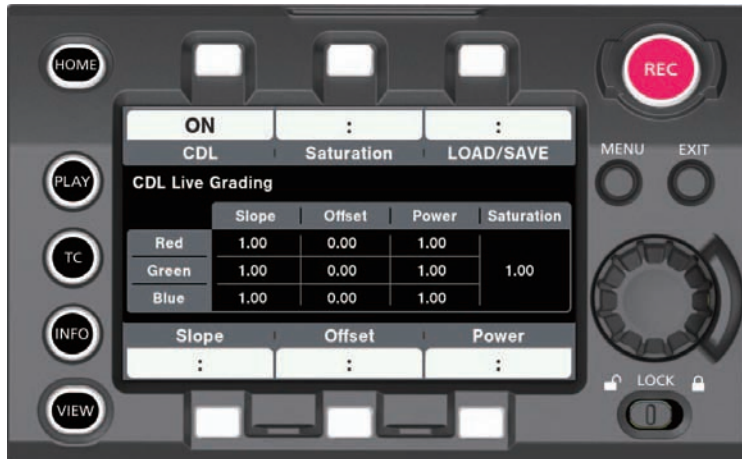 HOME
REC
ON : :
CDL Saturation LOAD/SAVE
MENU EXIT
PLAY
CDL Live Grading
Slope Offset Power Saturation
Red 1.00 0.00 1.00
TC
Green 1.00 0.00 1.00 1.00
Blue 1.00 0.00 1.00
INFO
Slope Offset Power
: : :
LOCK
VIEW
0